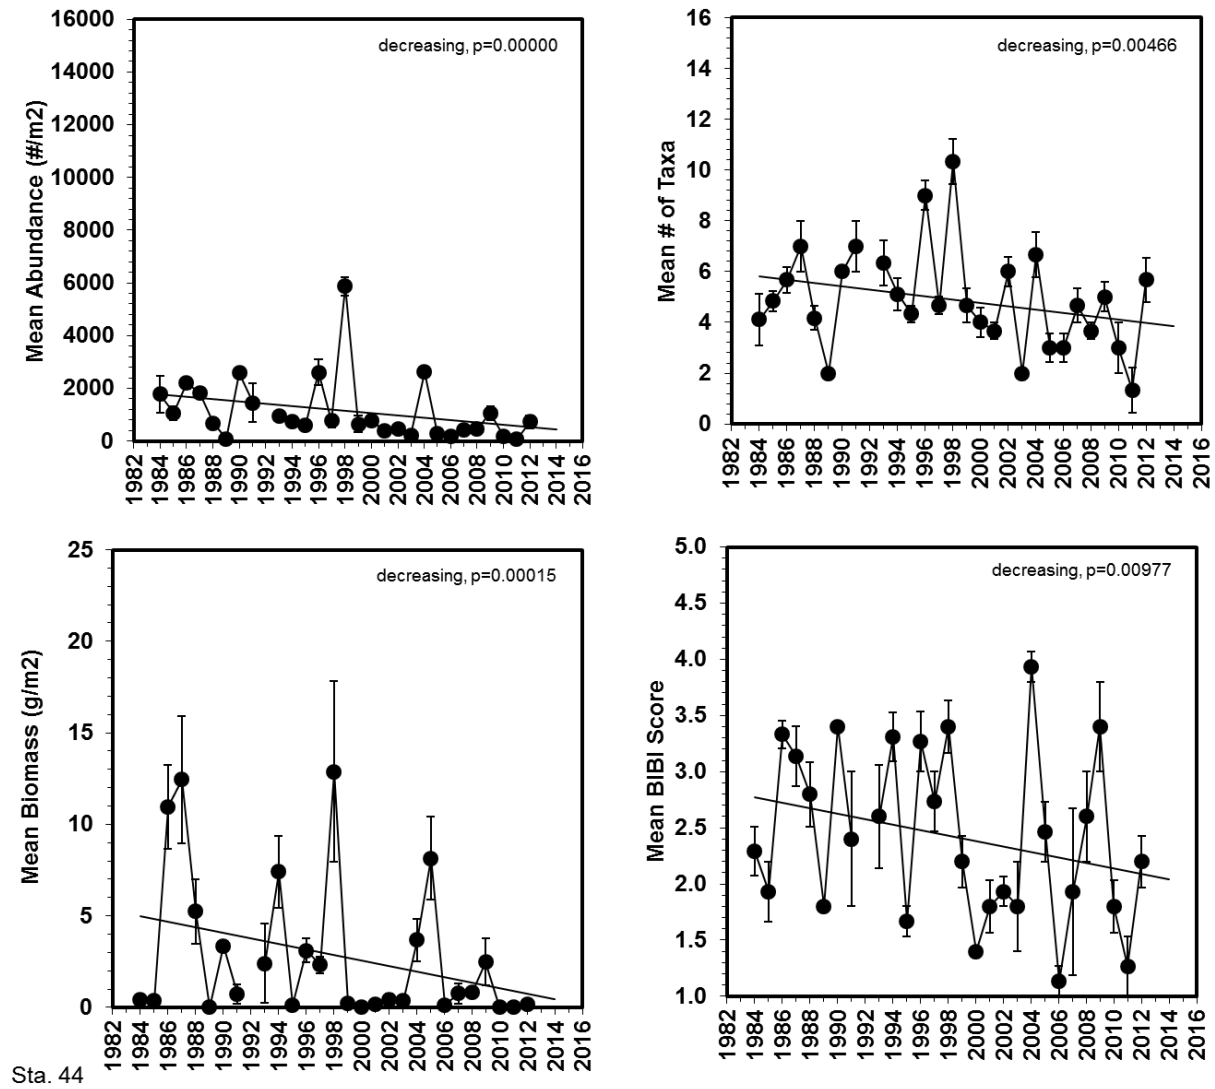 decreasing, p=0.00000
Mean Abundance (#/m2)
16000
14000
12000
10000
8000
6000
4000
2000
0
1982 1984 1986 1988 1990 1992 1994 1996 1998 2000 2002 2004 2006 2008 2010 2012 2014 2016
decreasing, p=0.00466
Mean # of Taxa
16
14
12
10
8
6
4
2
0
1982 1984 1986 1988 1990 1992 1994 1996 1998 2000 2002 2004 2006 2008 2010 2012 2014 2016
decreasing, p=0.00015
Mean Biomass (g/m2)
25
20
15
10
5
0
1982 1984 1986 1988 1990 1992 1994 1996 1998 2000 2002 2004 2006 2008 2010 2012 2014 2016
decreasing, p=0.00977
Mean BIBI Score
5.0
4.5
4.0
3.5
3.0
2.5
2.0
1.5
1.0
1982 1984 1986 1988 1990 1992 1994 1996 1998 2000 2002 2004 2006 2008 2010 2012 2014 2016
Sta. 44